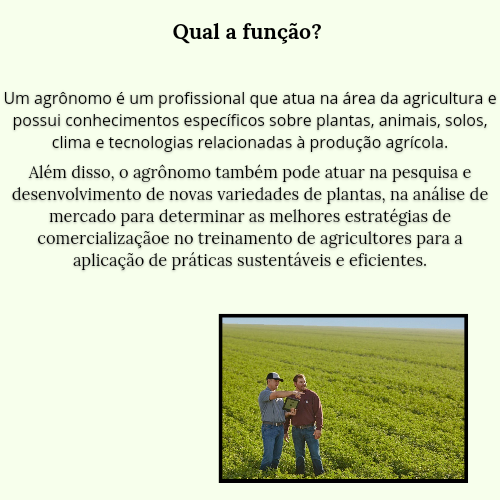 Qual a função?
Um agrônomo é um profissional que atua na área da agricultura e
possui conhecimentos específicos sobre plantas, animais, solos,
clima e tecnologias relacionadas à produção agrícola.
Além disso, o agrônomo também pode atuar na pesquisa e
desenvolvimento de novas variedades de plantas, na análise de
mercado para determinar as melhores estratégias de
comercializaçãoe no treinamento de agricultores para a
aplicação de práticas sustentáveis e eficientes.